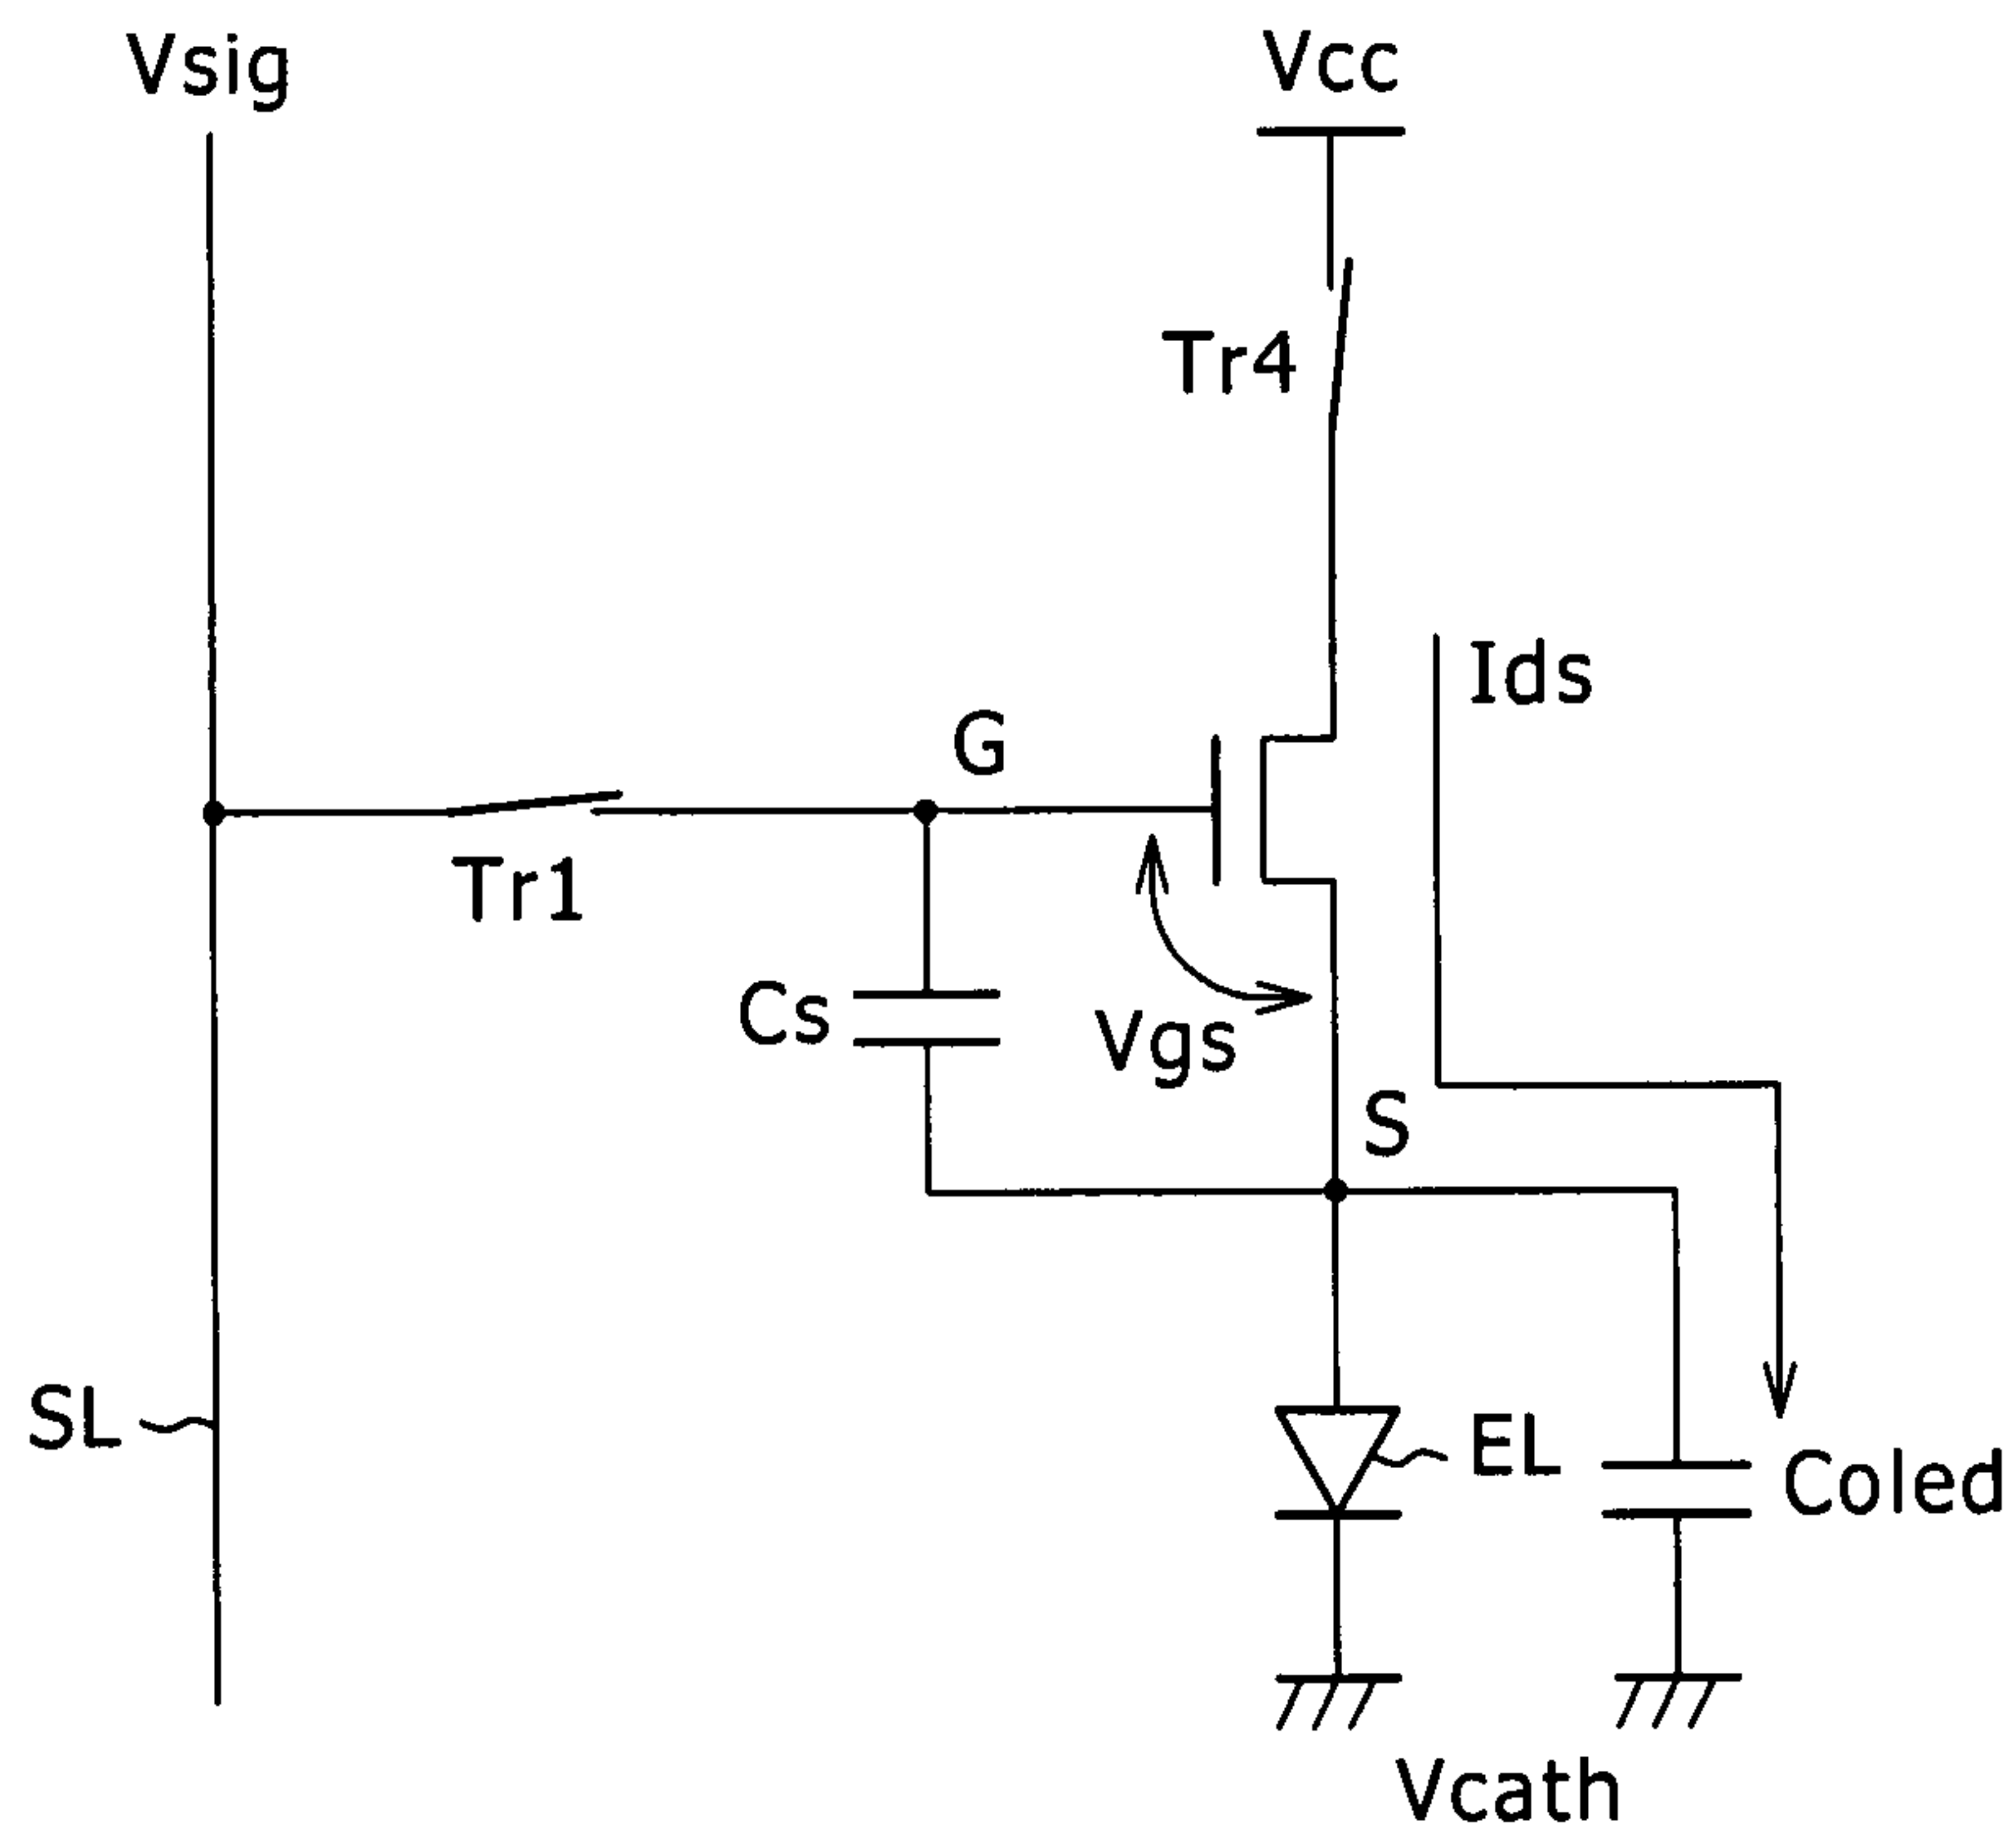 Vsig
Vcc
Tr4
Ids
G
Tr1
Cs
Vgs
S
SL
EL
Coled
Vcath